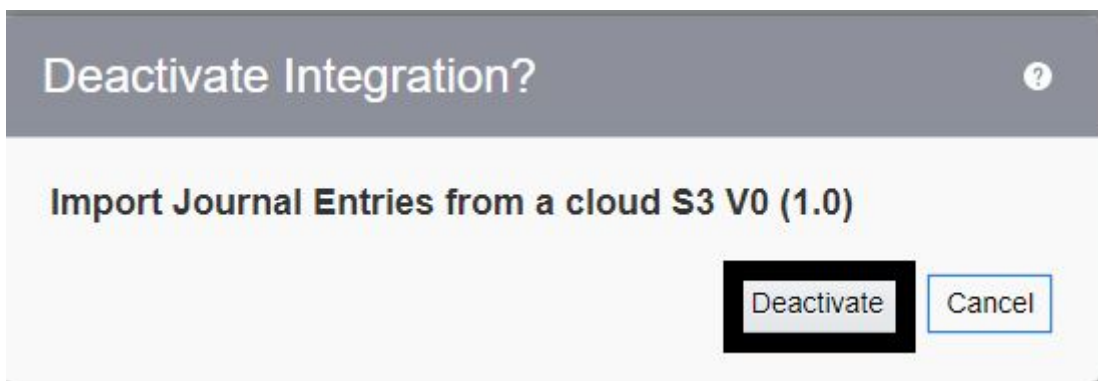 Deactivate Integration?
?
Import Journal Entries from a cloud S3 V0 (1.0)
Deactivate Cancel